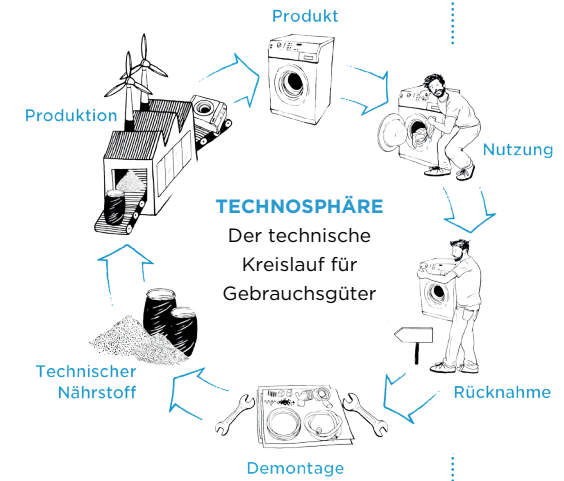 Produkt
Produktion
Nutzung
TECHNOSPHÄRE
Der technische
Kreislauf für
Gebrauchsgüter
Technischer
Nährstoff
Rücknahme
Demontage